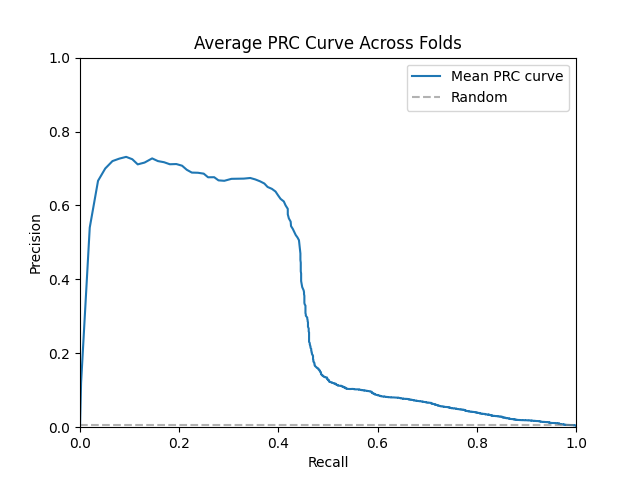 Average PRC Curve Across Folds
Mean PRC curve
Random
Precision
1.0
0.8
0.6
0.4
0.2
0.0
0.0 0.2 0.4 0.6 0.8 1.0
Recall